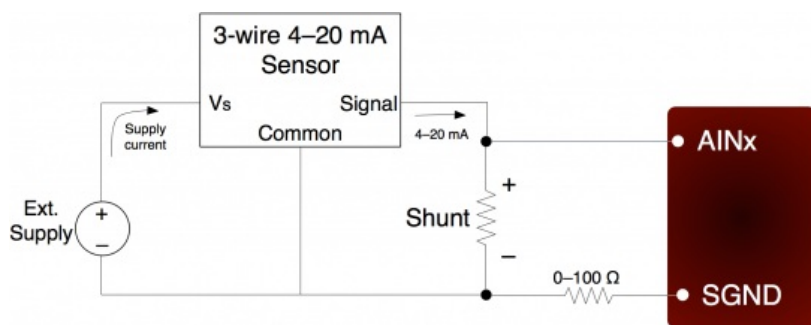 3-wire 4–20 mA
Sensor
Vs
Signal
Common
Supply
current
4–20 mA
AINx
Ext.
Supply
+
–
Shunt
+
–
0–100 Ω
SGND